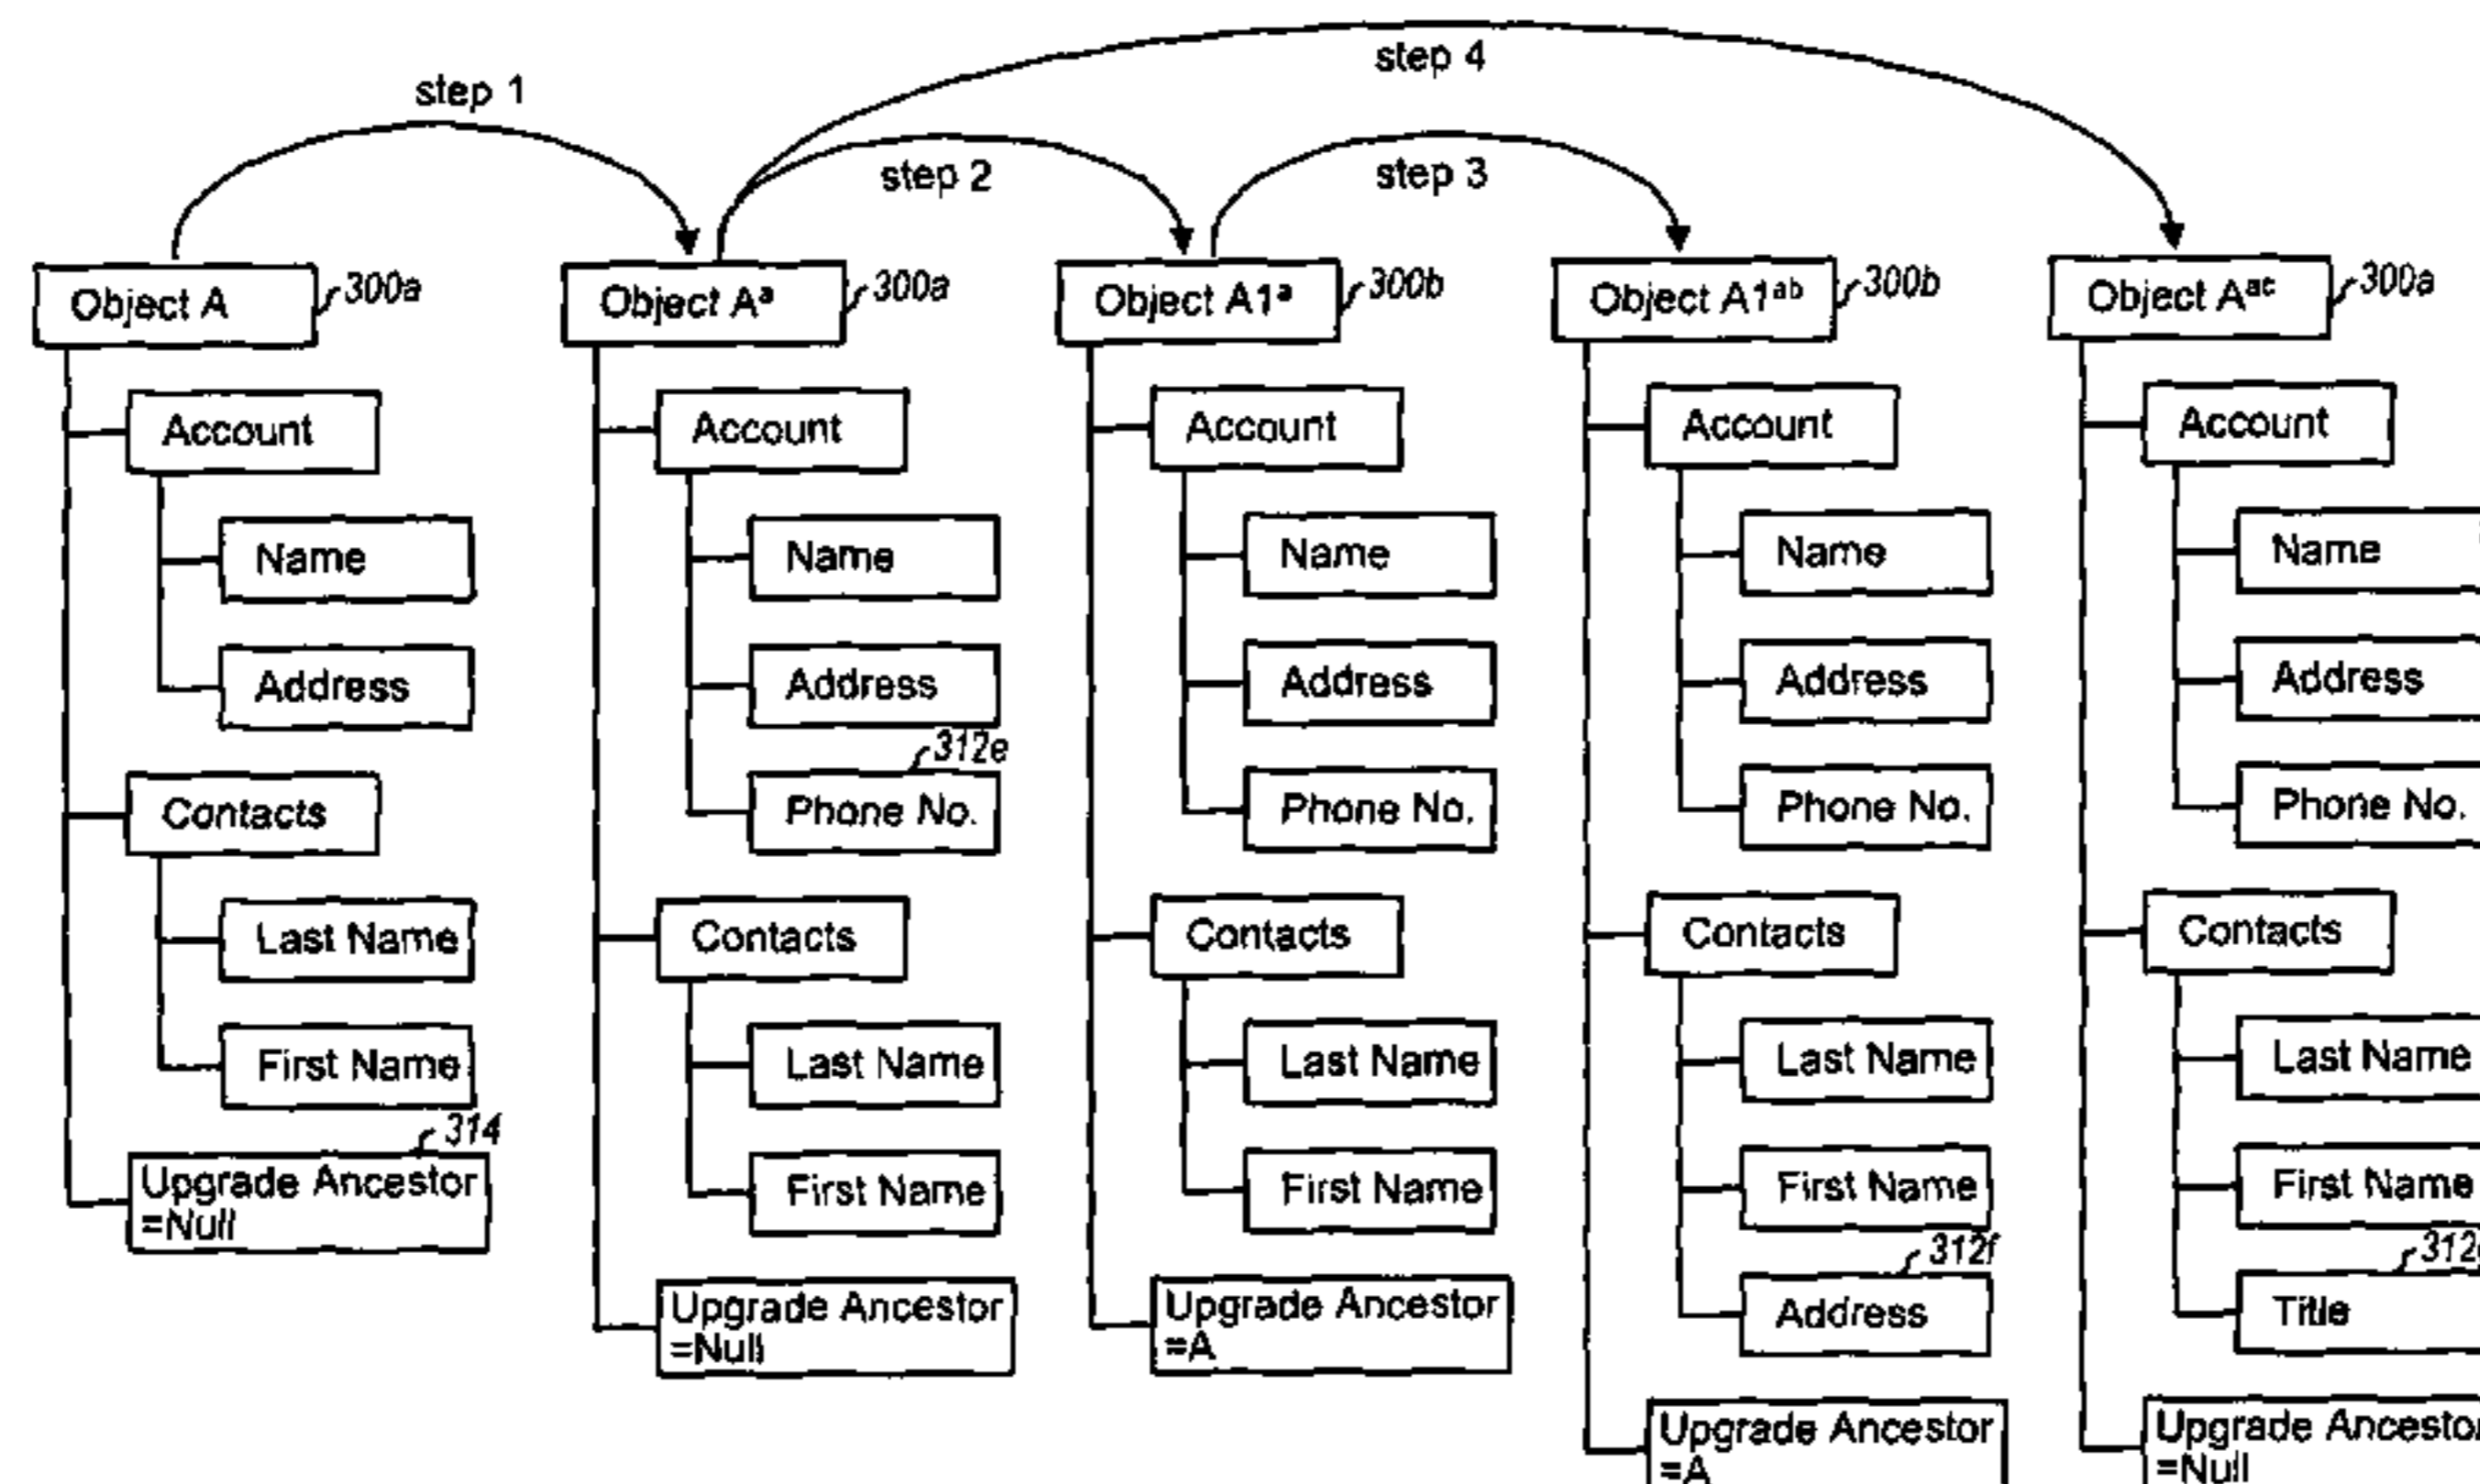 step 1
step 2
step 3
step 4
Object A
300a
Account
Name
Address
Contacts
Last Name
First Name
314
Upgrade Ancestor
=Null
Object Aᵃ
300a
Account
Name
Address
312e
Phone No.
Contacts
Last Name
First Name
Upgrade Ancestor
=Null
Object A1ᵃ
300b
Account
Name
Address
Phone No.
Contacts
Last Name
First Name
Upgrade Ancestor
=A
Object A1ᵃᵇ
300b
Account
Name
Address
Phone No.
Contacts
Last Name
First Name
312f
Address
Upgrade Ancestor
=A
Object Aᵃᶜ
300a
Account
Name
Address
Phone No.
Contacts
Last Name
First Name
Title
Upgrade Ancestor
=Null